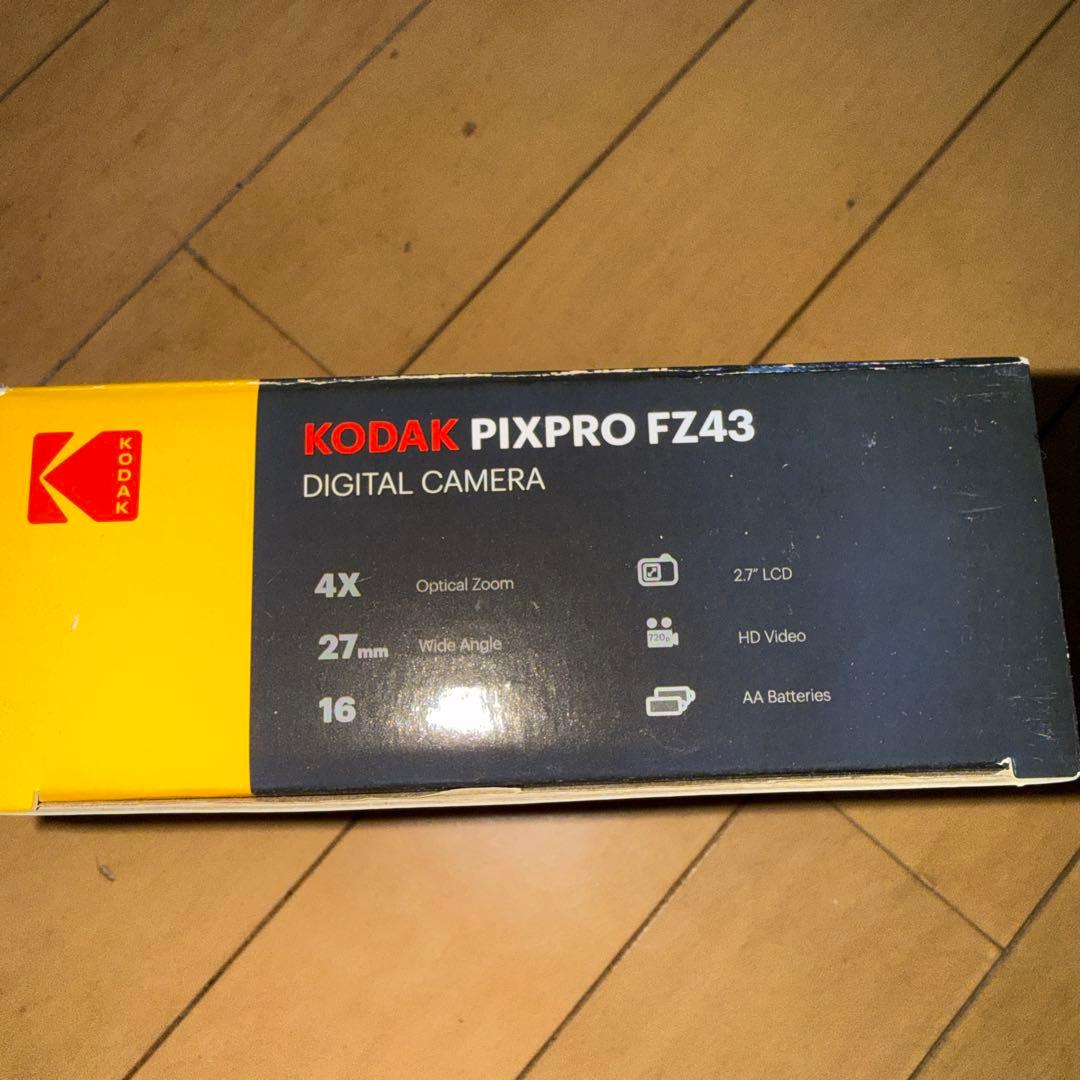 KODAK
KODAK PIXPRO FZ43
DIGITAL CAMERA
4X Optical Zoom
27mm Wide Angle
16
2.7" LCD
720p HD Video
AA Batteries